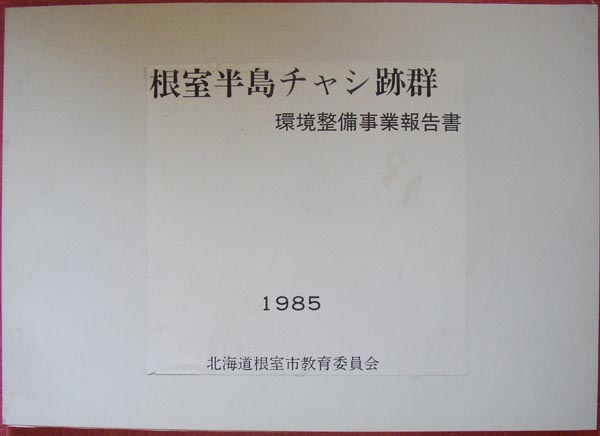 根室半島チャシ跡群
環境整備事業報告書
1985
北海道根室市教育委員会